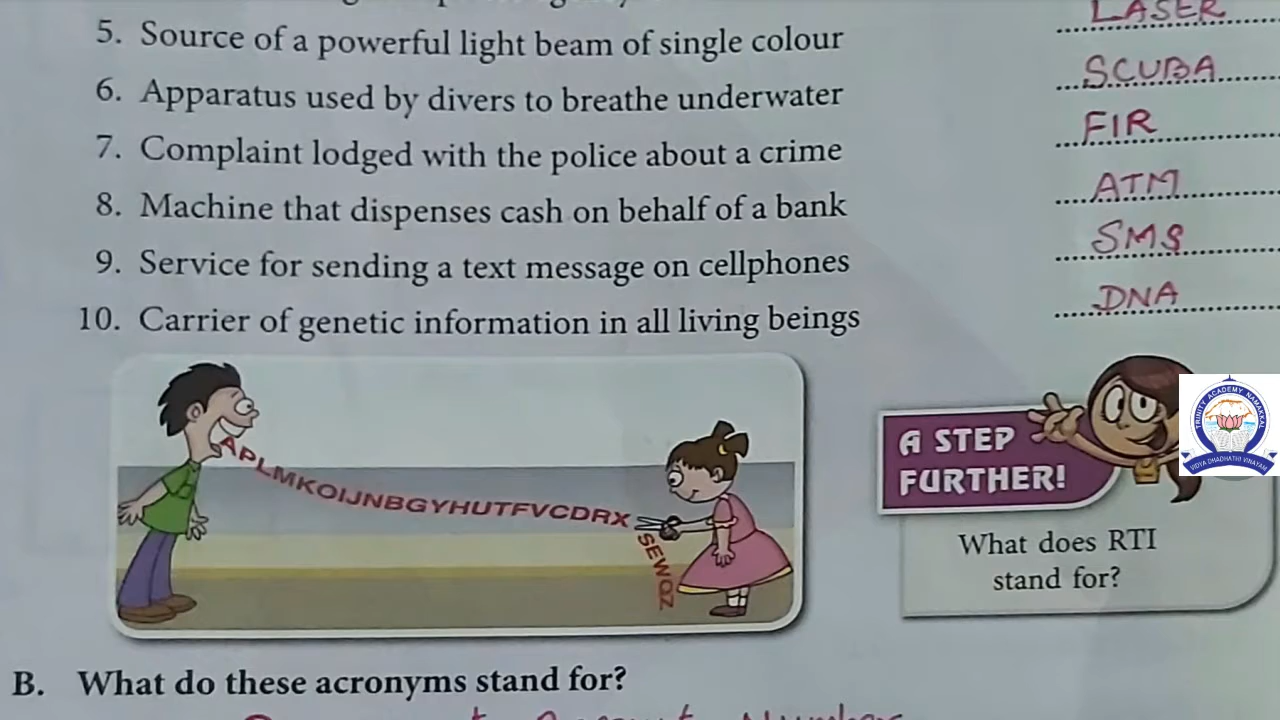 5. Source of a powerful light beam of single colour LASER
6. Apparatus used by divers to breathe underwater SCUBA
7. Complaint lodged with the police about a crime FIR
8. Machine that dispenses cash on behalf of a bank ATM
9. Service for sending a text message on cellphones SMS
10. Carrier of genetic information in all living beings DNA
APLMKOIJNBGYHUTFVCDRX
SEWQZ
A STEP
FURTHER!
What does RTI
stand for?
TRINITY ACADEMY NAMAKKAL
VIDYA DHADHATHI VINAYAM
B. What do these acronyms stand for?
Account Number